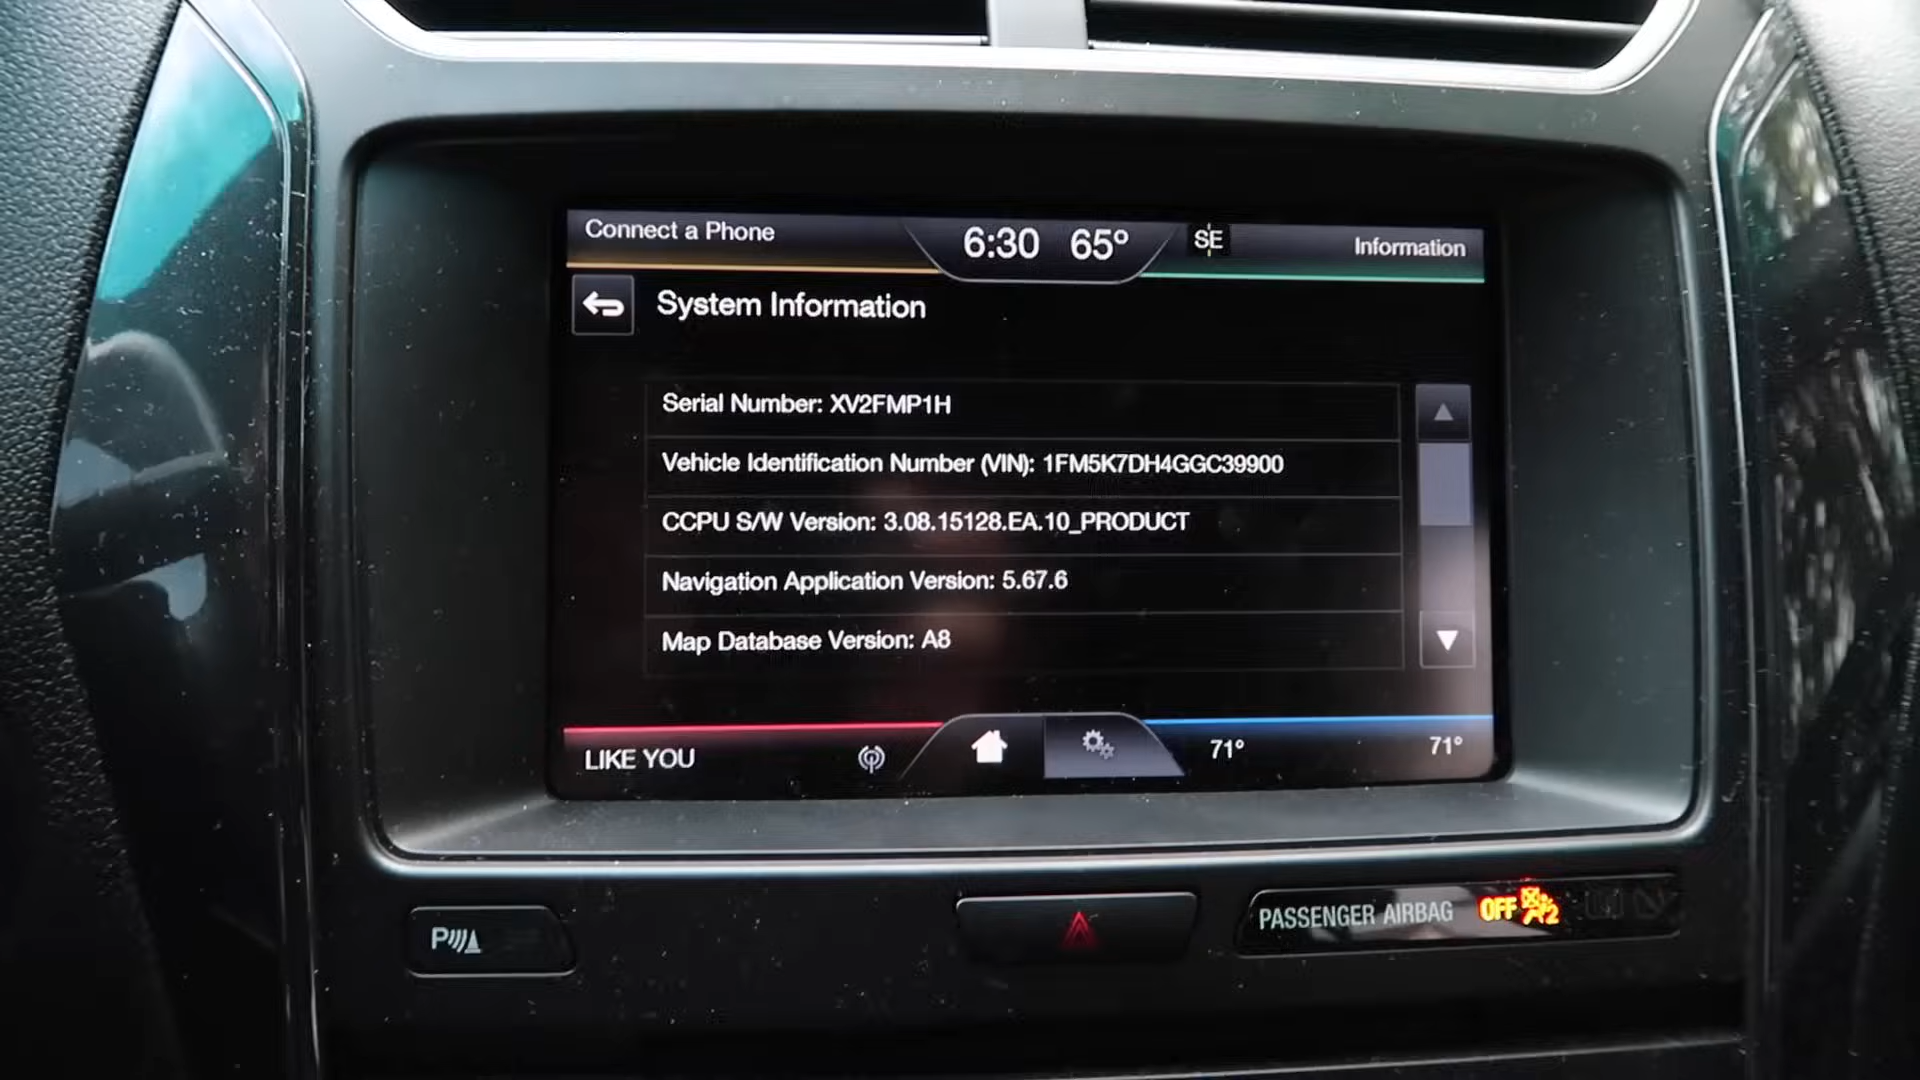 Connect a Phone
6:30 65° SE
Information
System Information
Serial Number: XV2FMP1H
Vehicle Identification Number (VIN): 1FM5K7DH4GGC39900
CCPU S/W Version: 3.08.15128.EA.10_PRODUCT
Navigation Application Version: 5.67.6
Map Database Version: A8
LIKE YOU
71°
71°
P
PASSENGER AIRBAG OFF 2